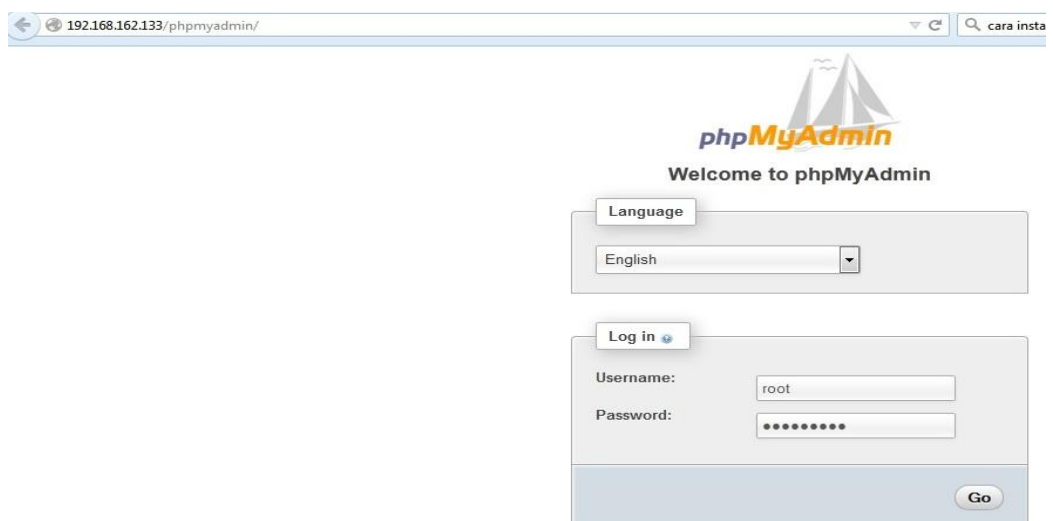 192.168.162.133/phpmyadmin/ cara insta
phpMyAdmin
Welcome to phpMyAdmin
Language
English
Log in
Username:
root
Password:
•••••••••
Go